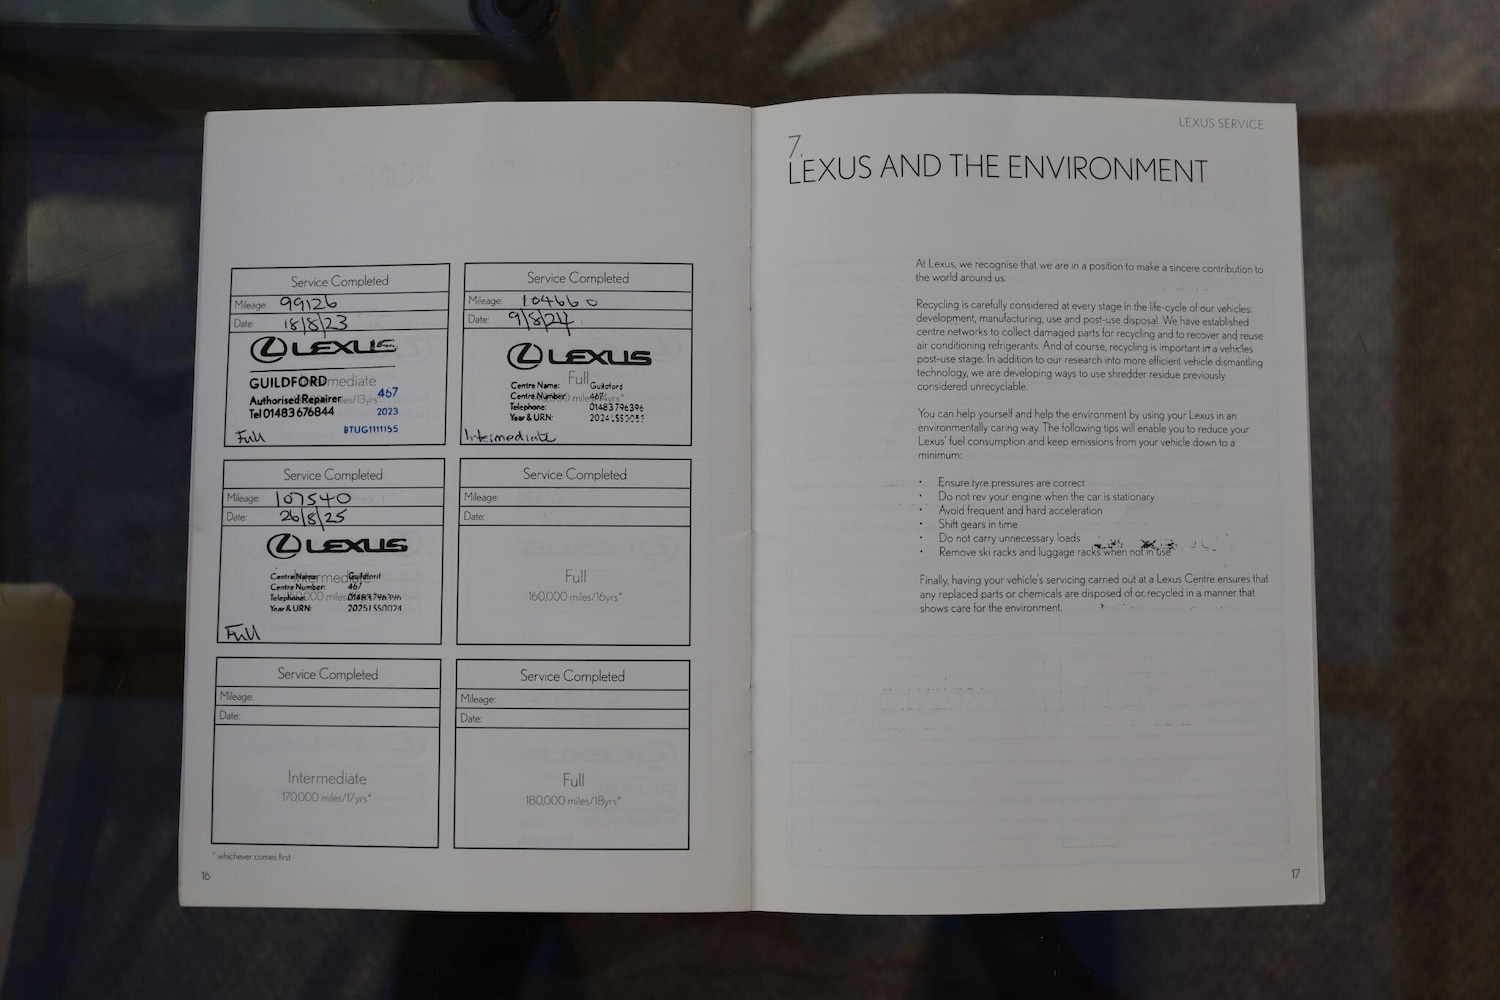 Service Completed
Mileage: 99126
Date: 18/8/23
LEXUS
GUILDFORD
Authorised Repairer 467
Tel 01483 676844 2023
BTUG1111155
Full
Service Completed
Mileage: 104660
Date: 9/8/24
LEXUS
Full
Centre Name: Guildford
Centre Number: 467
Telephone: 01483 796396
Year & URN:
Intermediate
Service Completed
Mileage: 107540
Date: 26/8/25
LEXUS
Intermediate
Centre Name: Guildford
Centre Number: 467
Telephone: 01483 796396
Year & URN:
Full
Service Completed
Mileage:
Date:
Full
160,000 miles/16yrs*
Service Completed
Mileage:
Date:
Intermediate
170,000 miles/17yrs*
Service Completed
Mileage:
Date:
Full
180,000 miles/18yrs*
* whichever comes first
16
LEXUS SERVICE
7.
LEXUS AND THE ENVIRONMENT
At Lexus, we recognise that we are in a position to make a sincere contribution to
the world around us.
Recycling is carefully considered at every stage in the life-cycle of our vehicles:
development, manufacturing, use and post-use disposal. We have established
centre networks to collect damaged parts for recycling and to recover and reuse
air conditioning refrigerants. And of course, recycling is important in a vehicles
post-use stage. In addition to our research into more efficient vehicle dismantling
technology, we are developing ways to use shredder residue previously
considered unrecyclable.
You can help yourself and help the environment by using your Lexus in an
environmentally caring way. The following tips will enable you to reduce your
Lexus' fuel consumption and keep emissions from your vehicle down to a
minimum:
• Ensure tyre pressures are correct
• Do not rev your engine when the car is stationary
• Avoid frequent and hard acceleration
• Shift gears in time
• Do not carry unnecessary loads
• Remove ski racks and luggage racks when not in use
Finally, having your vehicle's servicing carried out at a Lexus Centre ensures that
any replaced parts or chemicals are disposed of or recycled in a manner that
shows care for the environment.
17